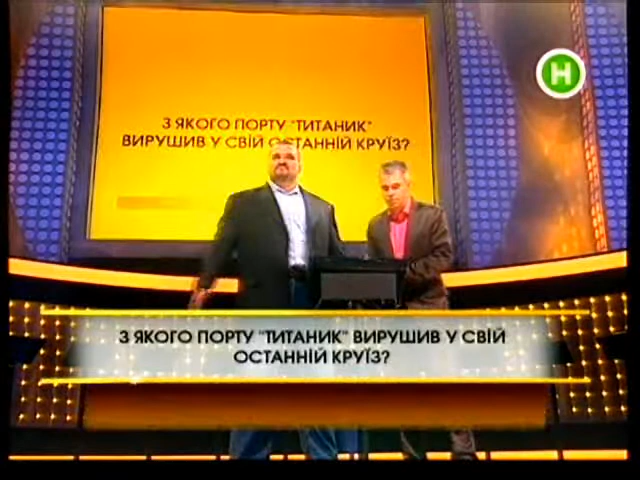 З ЯКОГО ПОРТУ "ТИТАНИК"
ВИРУШИВ У СВІЙ ОСТАННІЙ КРУЇЗ?
Н
З ЯКОГО ПОРТУ "ТИТАНИК" ВИРУШИВ У СВІЙ
ОСТАННІЙ КРУЇЗ?